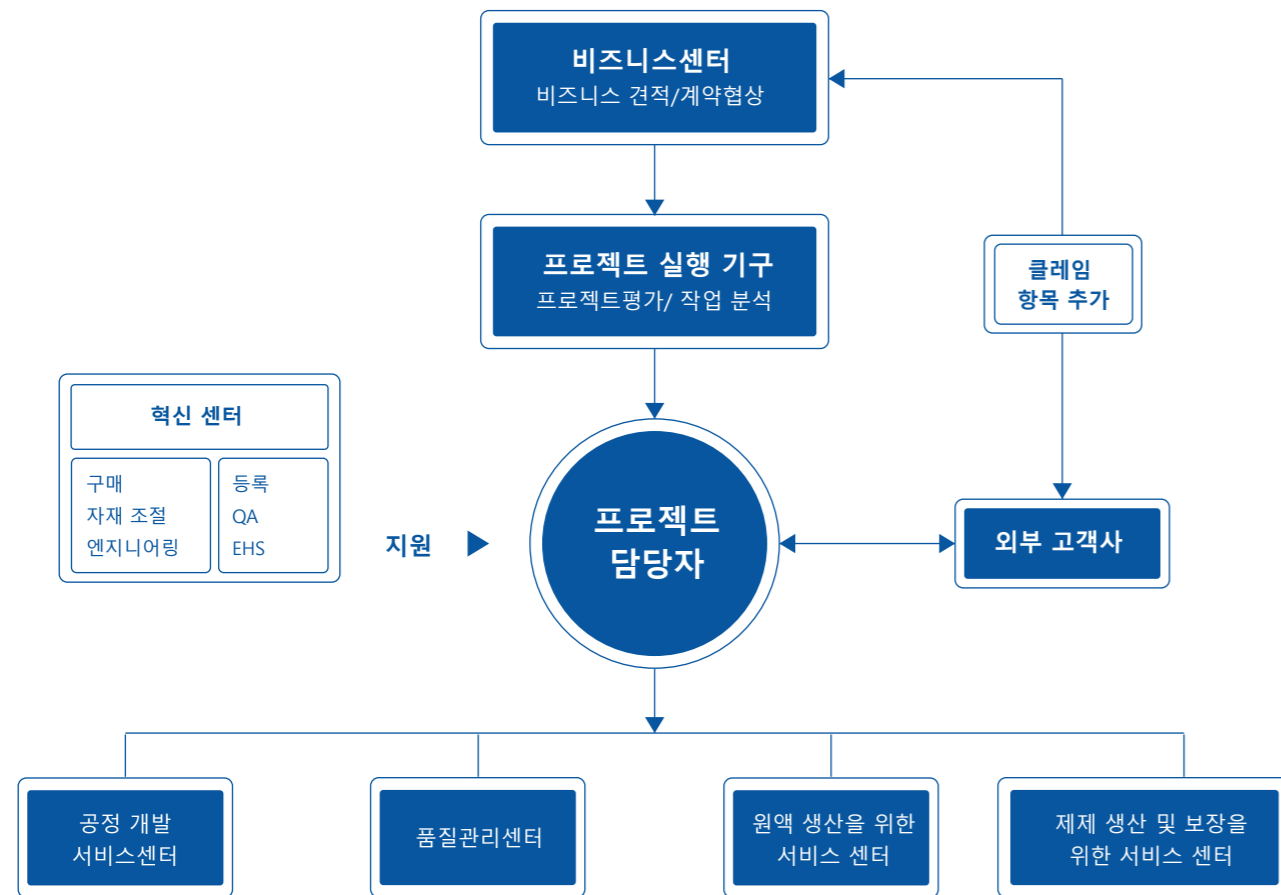 비즈니스센터
비즈니스 견적/계약협상
프로젝트 실행 기구
프로젝트평가/ 작업 분석
클레임
항목 추가
혁신 센터
구매
자재 조절
엔지니어링
등록
QA
EHS
지원
프로젝트
담당자
외부 고객사
공정 개발
서비스센터
품질관리센터
원액 생산을 위한
서비스 센터
제제 생산 및 보장을
위한 서비스 센터